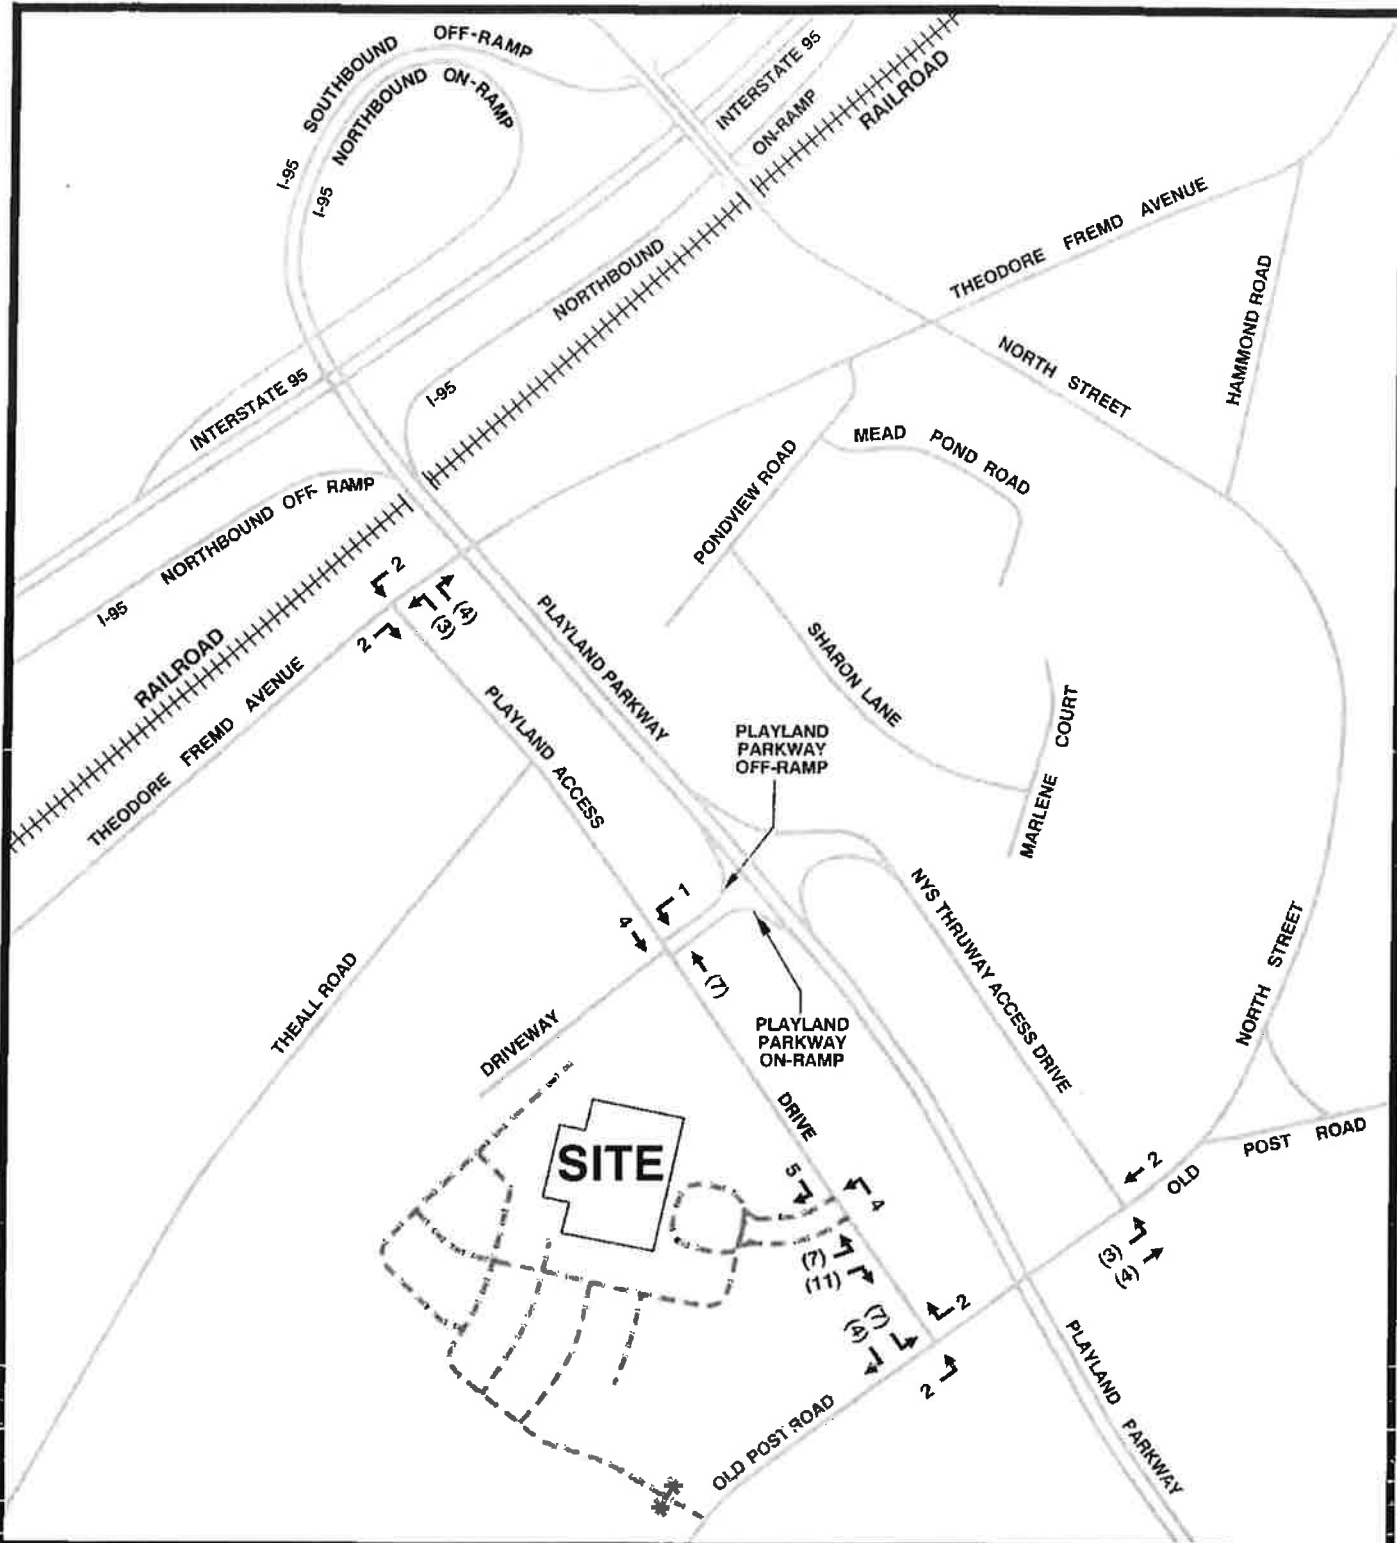 SOUTHBOUND OFF-RAMP
I-95
NORTHBOUND ON-RAMP
I-95
INTERSTATE 95
ON-RAMP
RAILROAD
THEODORE FREMD AVENUE
HAMMOND ROAD
NORTHBOUND
I-95
NORTH STREET
INTERSTATE 95
MEAD POND ROAD
PONDVIEW ROAD
I-95 NORTHBOUND OFF RAMP
2
(4)
(3)
2
RAILROAD
THEODORE FREMD AVENUE
PLAYLAND PARKWAY
SHARON LANE
MARLENE COURT
PLAYLAND ACCESS
PLAYLAND
PARKWAY
OFF-RAMP
NYS THRUWAY ACCESS DRIVE
1
4
(7)
NORTH STREET
THEALL ROAD
DRIVEWAY
PLAYLAND
PARKWAY
ON-RAMP
DRIVE
SITE
POST ROAD
OLD
2
5
4
(3)
(4)
(7)
(11)
(7)
(4)
2
2
OLD POST ROAD
PLAYLAND PARKWAY